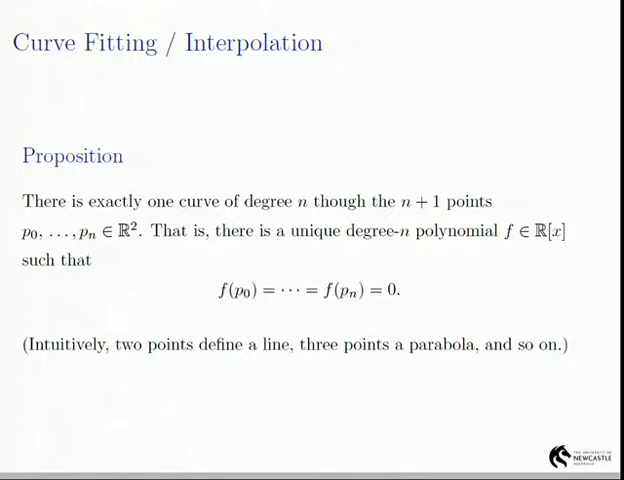 Curve Fitting / Interpolation
Proposition
There is exactly one curve of degree n though the n + 1 points
p₀, …, pₙ ∈ ℝ². That is, there is a unique degree-n polynomial f ∈ ℝ[x]
such that
f(p₀) = ⋯ = f(pₙ) = 0.
(Intuitively, two points define a line, three points a parabola, and so on.)
THE UNIVERSITY OF
NEWCASTLE
AUSTRALIA